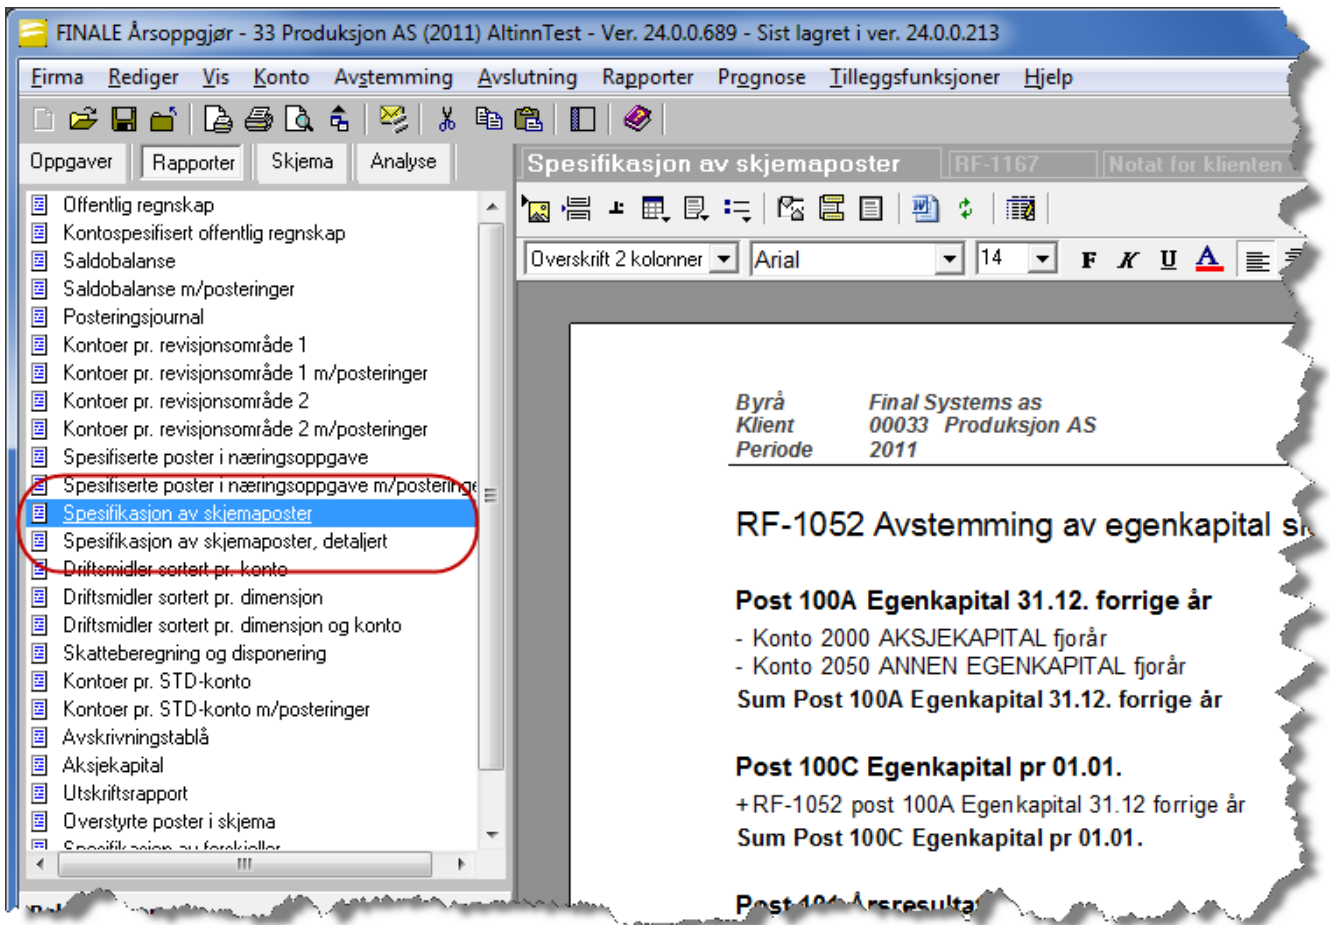 FINALE Årsoppgjør - 33 Produksjon AS (2011) AltinnTest - Ver. 24.0.0.689 - Sist lagret i ver. 24.0.0.213
Firma Rediger Vis Konto Avstemming Avslutning Rapporter Prognose Tilleggsfunksjoner Hjelp
Oppgaver Rapporter Skjema Analyse
Offentlig regnskap
Kontospesifisert offentlig regnskap
Saldobalanse
Saldobalanse m/posteringer
Posteringsjournal
Kontoer pr. revisjonsområde 1
Kontoer pr. revisjonsområde 1 m/posteringer
Kontoer pr. revisjonsområde 2
Kontoer pr. revisjonsområde 2 m/posteringer
Spesifiserte poster i næringsoppgave
Spesifiserte poster i næringsoppgave m/posteringe
Spesifikasjon av skjemaposter
Spesifikasjon av skjemaposter, detaljert
Driftsmidler sortert pr. konto
Driftsmidler sortert pr. dimensjon
Driftsmidler sortert pr. dimensjon og konto
Skatteberegning og disponering
Kontoer pr. STD-konto
Kontoer pr. STD-konto m/posteringer
Avskrivningstablå
Aksjekapital
Utskriftsrapport
Overstyrte poster i skjema
Spesifikasjon av forskjeller
Spesifikasjon av skjemaposter RF-1167 Notat for klienten
Overskrift 2 kolonner Arial 14 F K U A
Byrå Final Systems as
Klient 00033 Produksjon AS
Periode 2011
RF-1052 Avstemming av egenkapital
Post 100A Egenkapital 31.12. forrige år
- Konto 2000 AKSJEKAPITAL fjorår
- Konto 2050 ANNEN EGENKAPITAL fjorår
Sum Post 100A Egenkapital 31.12. forrige år
Post 100C Egenkapital pr 01.01.
+RF-1052 post 100A Egenkapital 31.12 forrige år
Sum Post 100C Egenkapital pr 01.01.
Post 101 Årsresultat